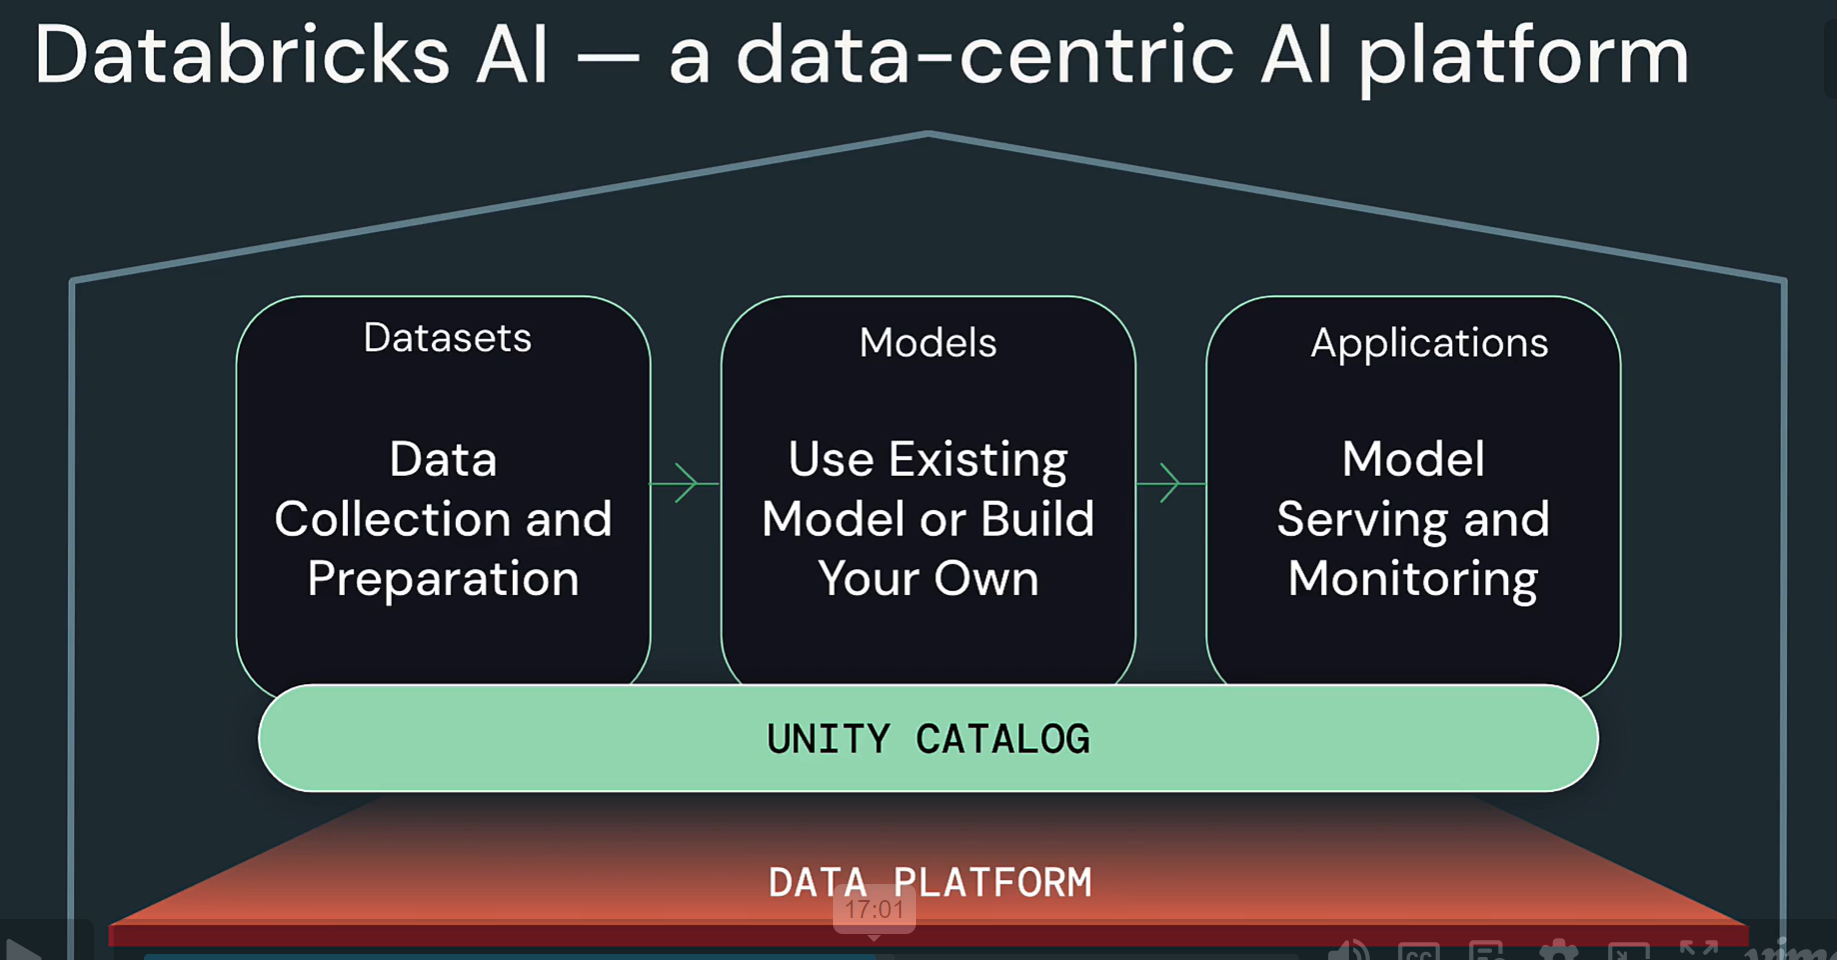 Databricks AI — a data-centric AI platform
Datasets
Data
Collection and
Preparation
Models
Use Existing
Model or Build
Your Own
Applications
Model
Serving and
Monitoring
UNITY CATALOG
DATA PLATFORM
17:01
CC